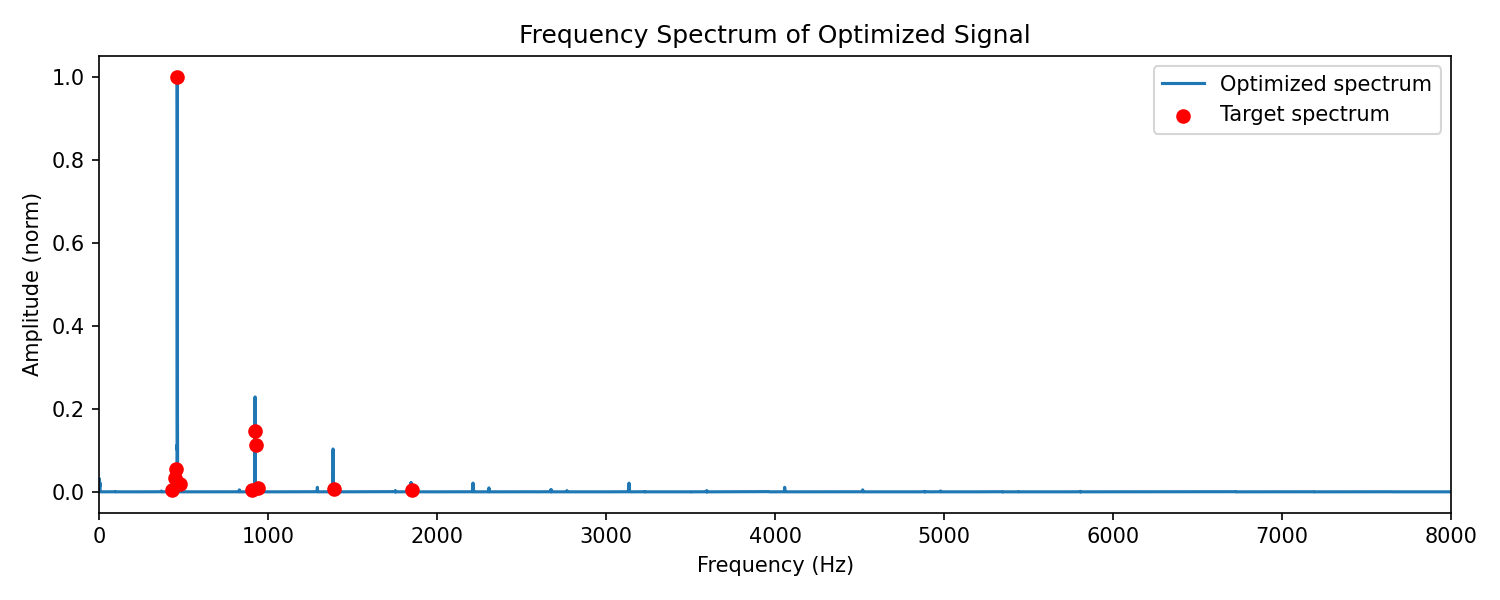 Frequency Spectrum of Optimized Signal
Optimized spectrum
Target spectrum
Amplitude (norm)
1.0
0.8
0.6
0.4
0.2
0.0
0 1000 2000 3000 4000 5000 6000 7000 8000
Frequency (Hz)